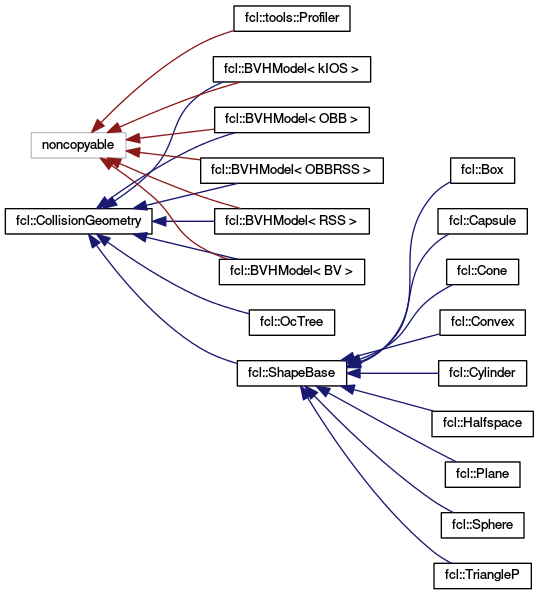 fcl::tools::Profiler
fcl::BVHModel< kIOS >
fcl::BVHModel< OBB >
noncopyable
fcl::BVHModel< OBBRSS >
fcl::Box
fcl::CollisionGeometry
fcl::BVHModel< RSS >
fcl::Capsule
fcl::BVHModel< BV >
fcl::Cone
fcl::OcTree
fcl::Convex
fcl::ShapeBase
fcl::Cylinder
fcl::Halfspace
fcl::Plane
fcl::Sphere
fcl::TriangleP